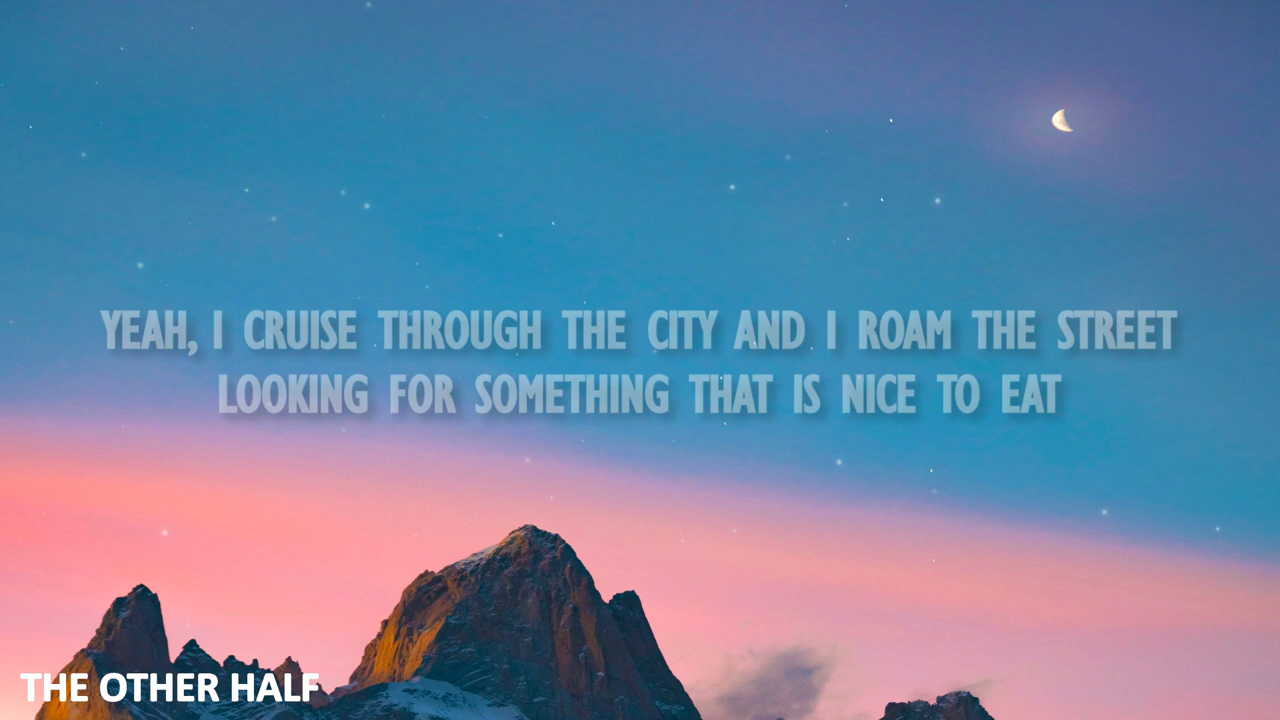 YEAH, I CRUISE THROUGH THE CITY AND I ROAM THE STREET
LOOKING FOR SOMETHING THAT IS NICE TO EAT
THE OTHER HALF